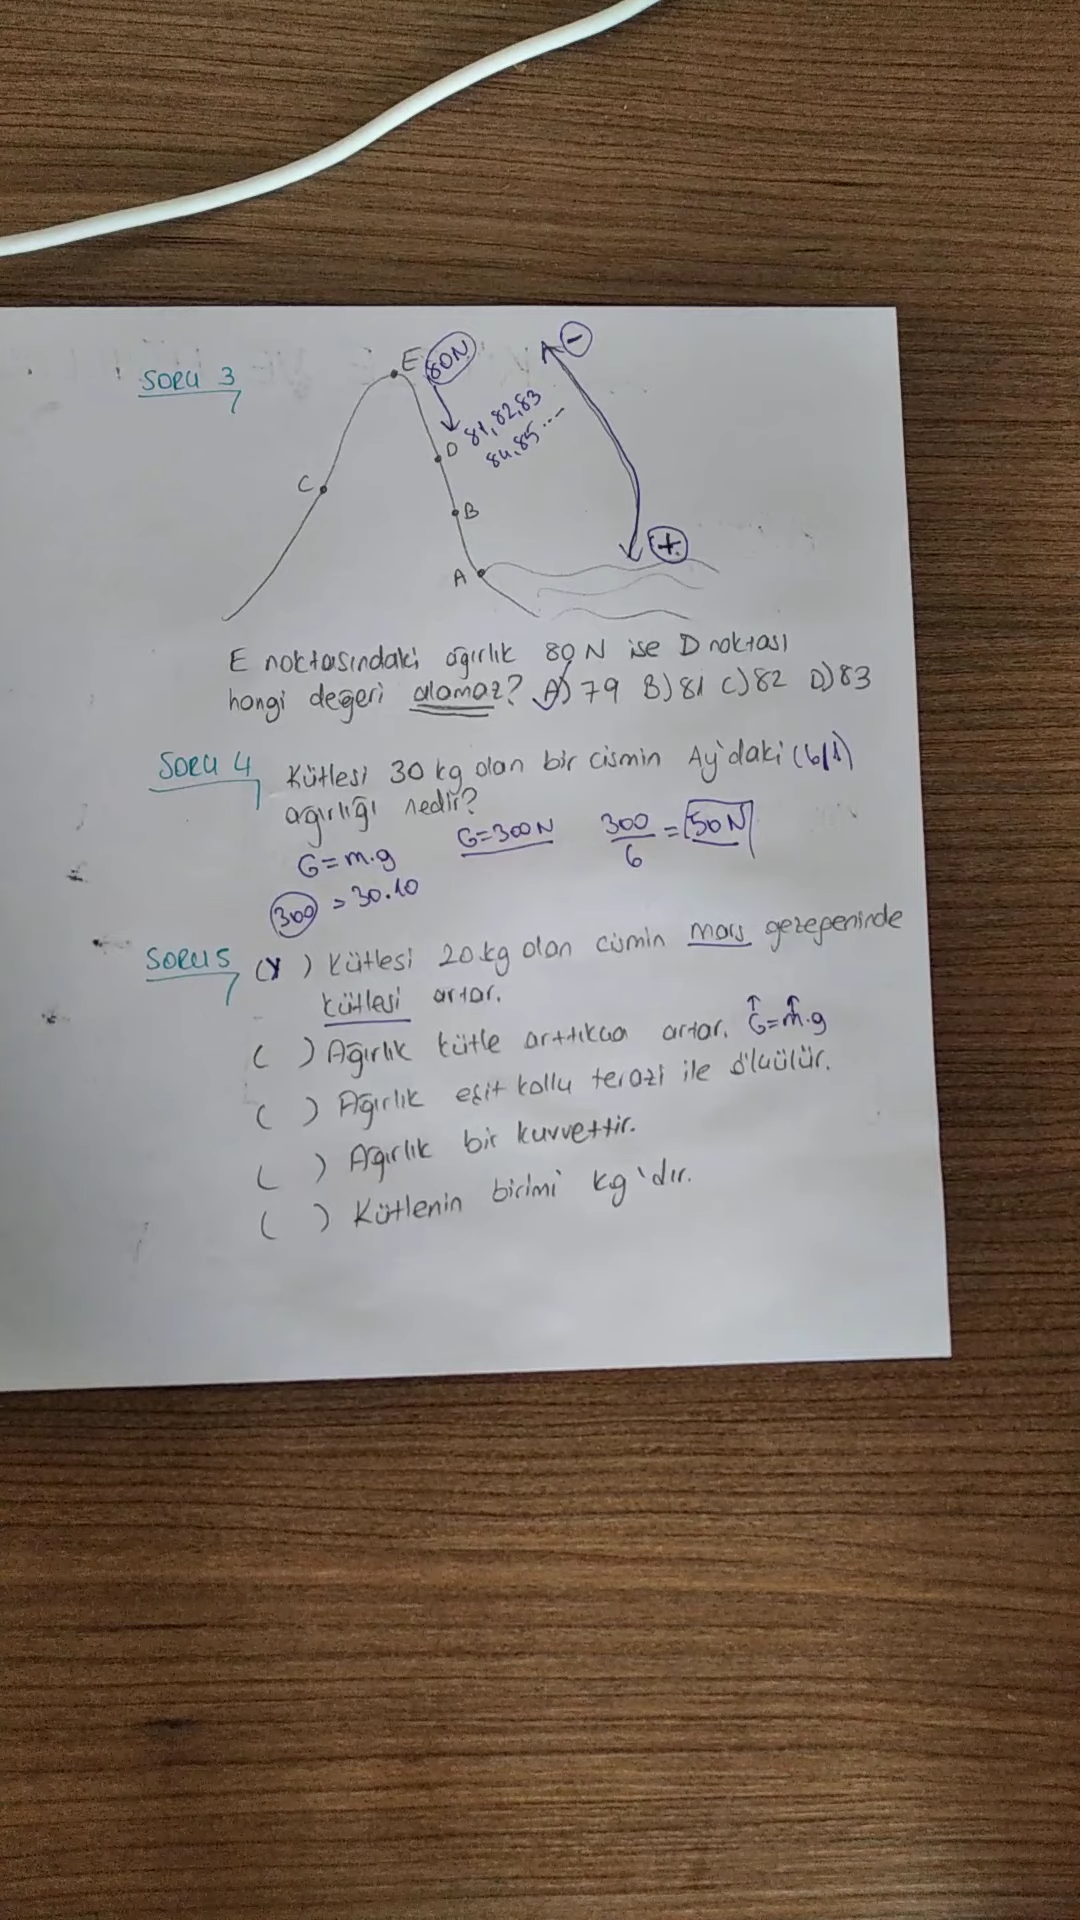 SORU 3
E 80N
-
81, 82, 83
84, 85 ...
D
C
B
+
A
E noktasındaki ağırlık 80 N ise D noktası
hangi değeri alamaz? A) 79 B) 81 C) 82 D) 83
SORU 4 Kütlesi 30 kg olan bir cismin Ay'daki (6/1)
ağırlığı nedir?
G=m.g G=300N 300/6 = 50N
300 = 30.10
SORU 5 (Y ) Kütlesi 20 kg olan cismin mars gezegeninde
kütlesi artar.
( ) Ağırlık kütle arttıkça artar. ↑G=↑m.g
( ) Ağırlık eşit kollu terazi ile ölçülür.
( ) Ağırlık bir kuvvettir.
( ) Kütlenin birimi kg'dır.